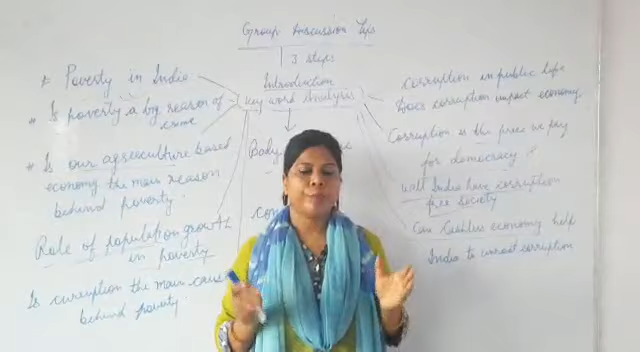 Group Discussion Tips
3 steps
Introduction
key word Analysis
Body
con
* Poverty in India
* Is poverty a big reason of
crime
* Is our agreeculture based
economy the main reason
behind poverty.
Role of population growth
in poverty
Is curruption the main cause
behind poverty.
corruption in public life
Does corruption impact economy
Corruption is the price we pay
for democracy?
will India have corruption
free society
Can Cashless economy help
India to corruption